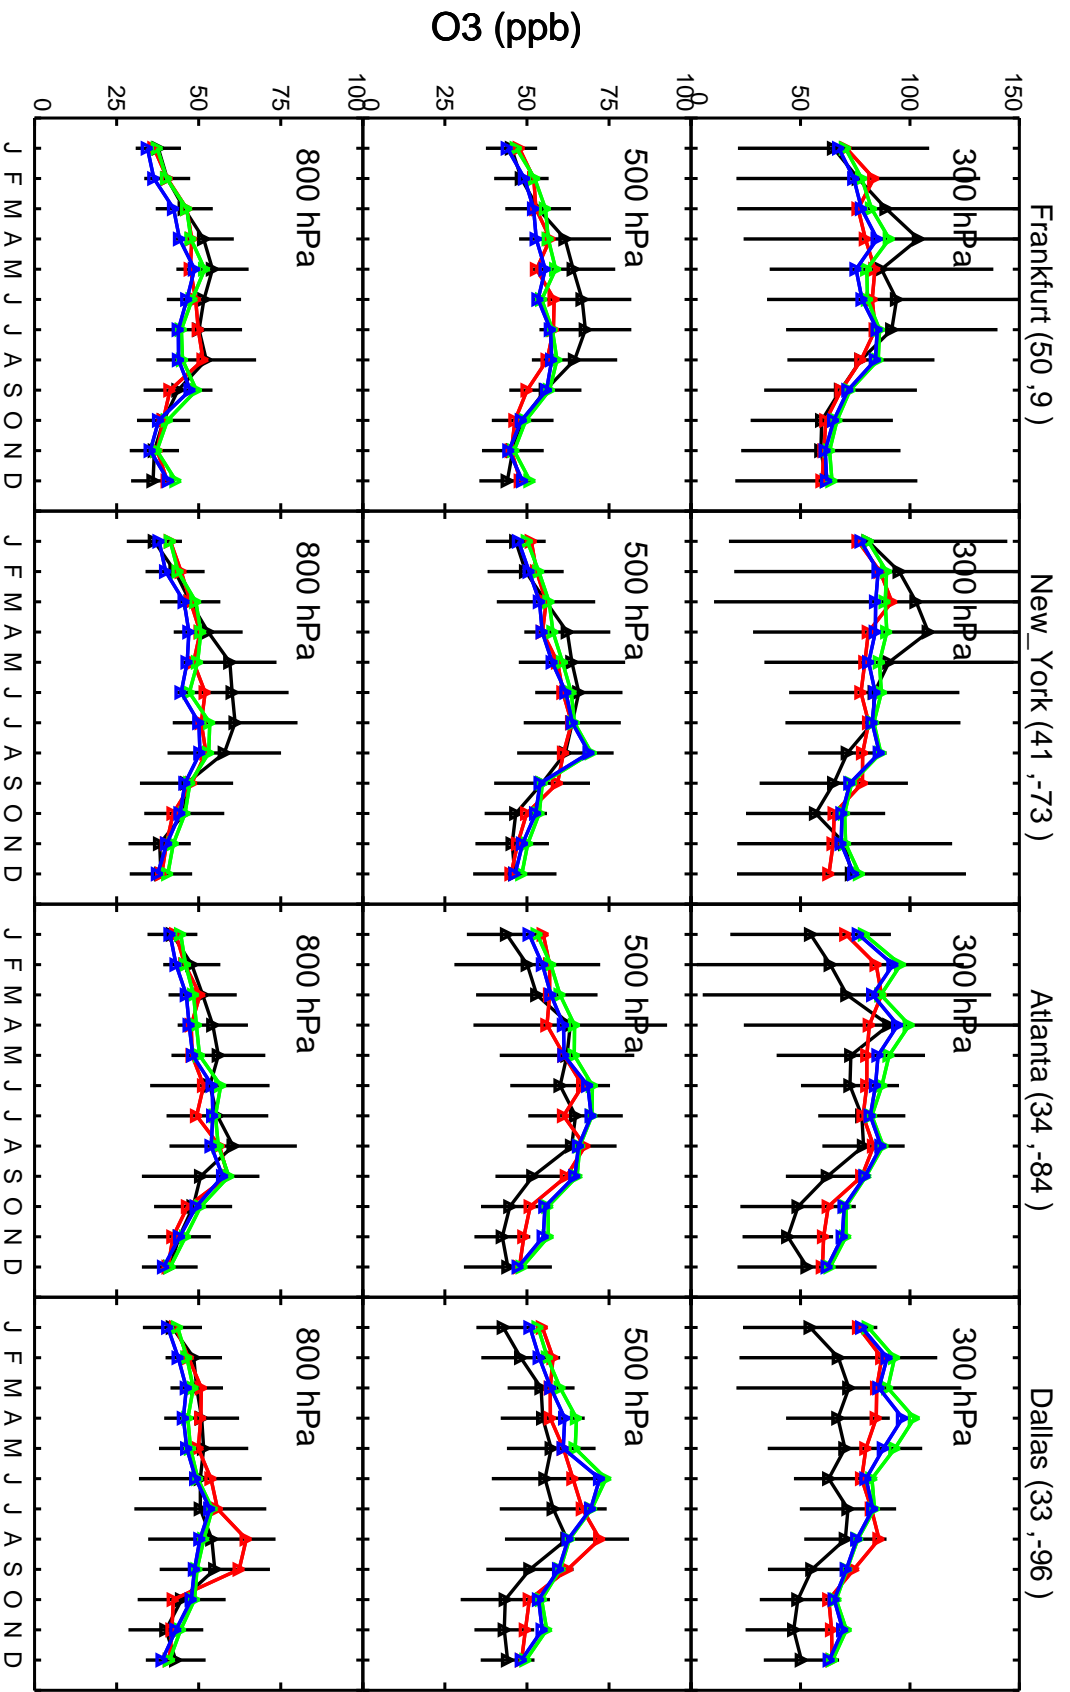 Frankfurt (50 ,9 )
New_York (41 ,-73 )
Atlanta (34 ,-84 )
Dallas (33 ,-96 )
O3 (ppb)
150
100
50
0
300 hPa
300 hPa
300 hPa
300 hPa
100
75
50
25
0
500 hPa
500 hPa
500 hPa
500 hPa
100
75
50
25
0
800 hPa
800 hPa
800 hPa
800 hPa
J F M A M J J A S O N D
J F M A M J J A S O N D
J F M A M J J A S O N D
J F M A M J J A S O N D